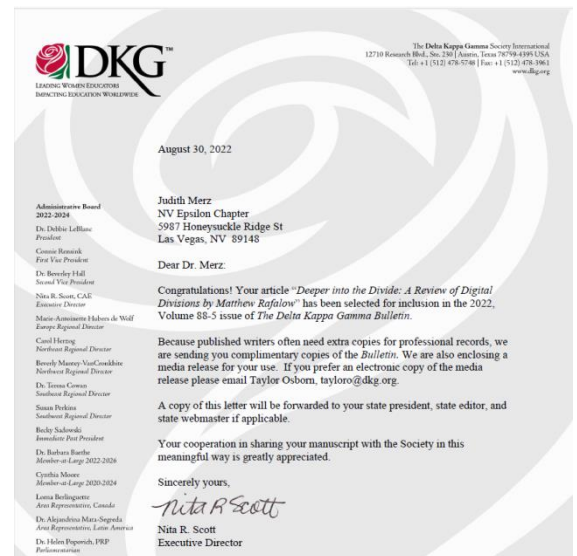 DKG™
LEADING WOMEN EDUCATORS
IMPACTING EDUCATION WORLDWIDE
The Delta Kappa Gamma Society International
12710 Research Blvd., Ste. 230 | Austin, Texas 78759-4395 USA
Tel: +1 (512) 478-5748 | Fax: +1 (512) 478-3961
www.dkg.org
August 30, 2022
Judith Merz
NV Epsilon Chapter
5987 Honeysuckle Ridge St
Las Vegas, NV 89148
Dear Dr. Merz:
Congratulations! Your article “Deeper into the Divide: A Review of Digital
Divisions by Matthew Rafalow” has been selected for inclusion in the 2022,
Volume 88-5 issue of The Delta Kappa Gamma Bulletin.
Because published writers often need extra copies for professional records, we
are sending you complimentary copies of the Bulletin. We are also enclosing a
media release for your use. If you prefer an electronic copy of the media
release please email Taylor Osborn, tayloro@dkg.org.
A copy of this letter will be forwarded to your state president, state editor, and
state webmaster if applicable.
Your cooperation in sharing your manuscript with the Society in this
meaningful way is greatly appreciated.
Sincerely yours,
Nita R Scott
Nita R. Scott
Executive Director
Administrative Board
2022-2024
Dr. Debbie LeBlanc
President
Connie Rensink
First Vice President
Dr. Beverley Hall
Second Vice President
Nita R. Scott, CAE
Executive Director
Marie-Antoinette Hubers de Wolf
Europe Regional Director
Carol Herzog
Northeast Regional Director
Beverly
Northwest Regional Director
Dr. Teresa Cowan
Southeast Regional Director
Susan Perkins
Southwest Regional Director
Becky Sadowski
Immediate Past President
Dr. Barbara Baethe
Member-at-Large 2022-2026
Cynthia Moore
Member-at-Large 2020-2024
Lorna Berlinguette
Area Representative, Canada
Dr. Alejandrina Mata-Segreda
Area Representative, Latin America
Dr. Helen Popovich, PRP
Parliamentarian